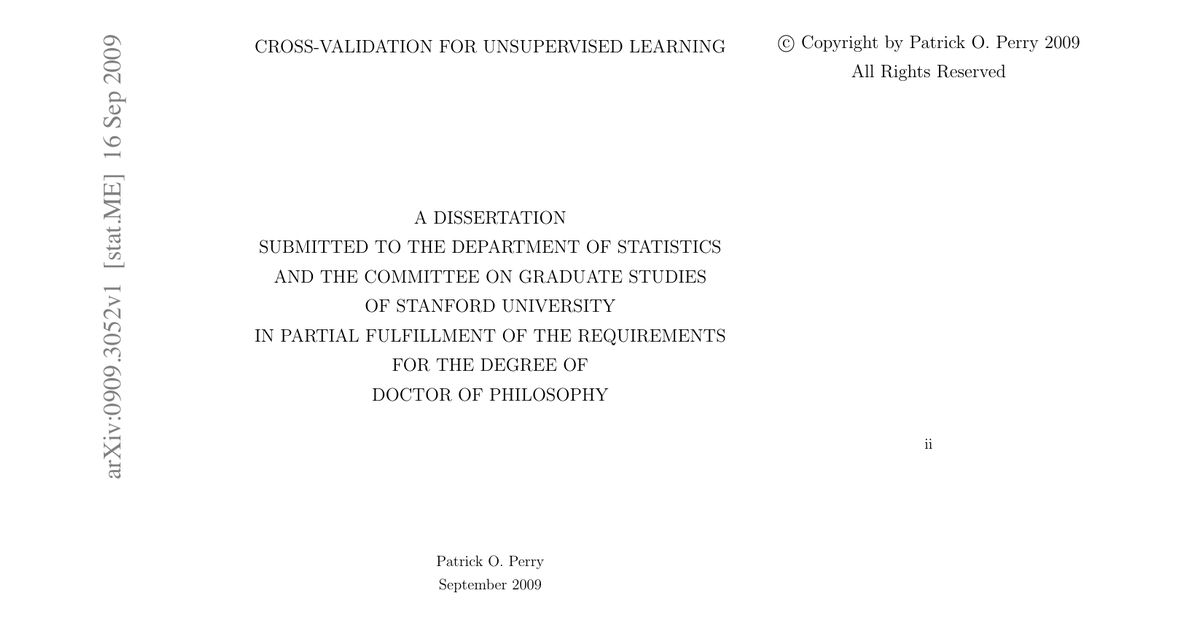 arXiv:0909.3052v1 [stat.ME] 16 Sep 2009
CROSS-VALIDATION FOR UNSUPERVISED LEARNING
A DISSERTATION
SUBMITTED TO THE DEPARTMENT OF STATISTICS
AND THE COMMITTEE ON GRADUATE STUDIES
OF STANFORD UNIVERSITY
IN PARTIAL FULFILLMENT OF THE REQUIREMENTS
FOR THE DEGREE OF
DOCTOR OF PHILOSOPHY
Patrick O. Perry
September 2009
© Copyright by Patrick O. Perry 2009
All Rights Reserved
ii